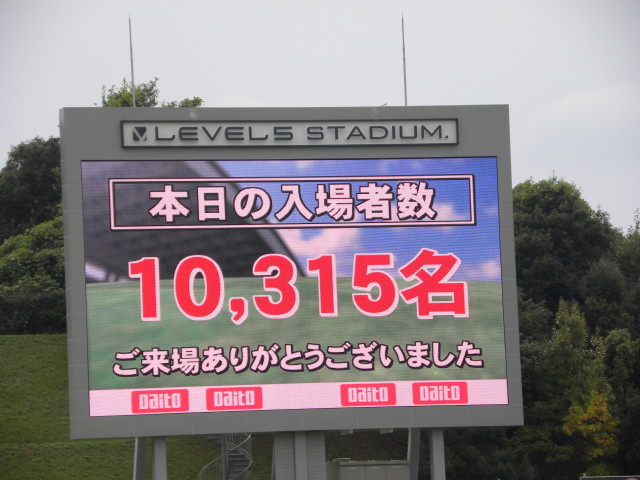 LEVEL5 STADIUM.
本日の入場者数
10,315名
ご来場ありがとうございました
Daito Daito Daito Daito